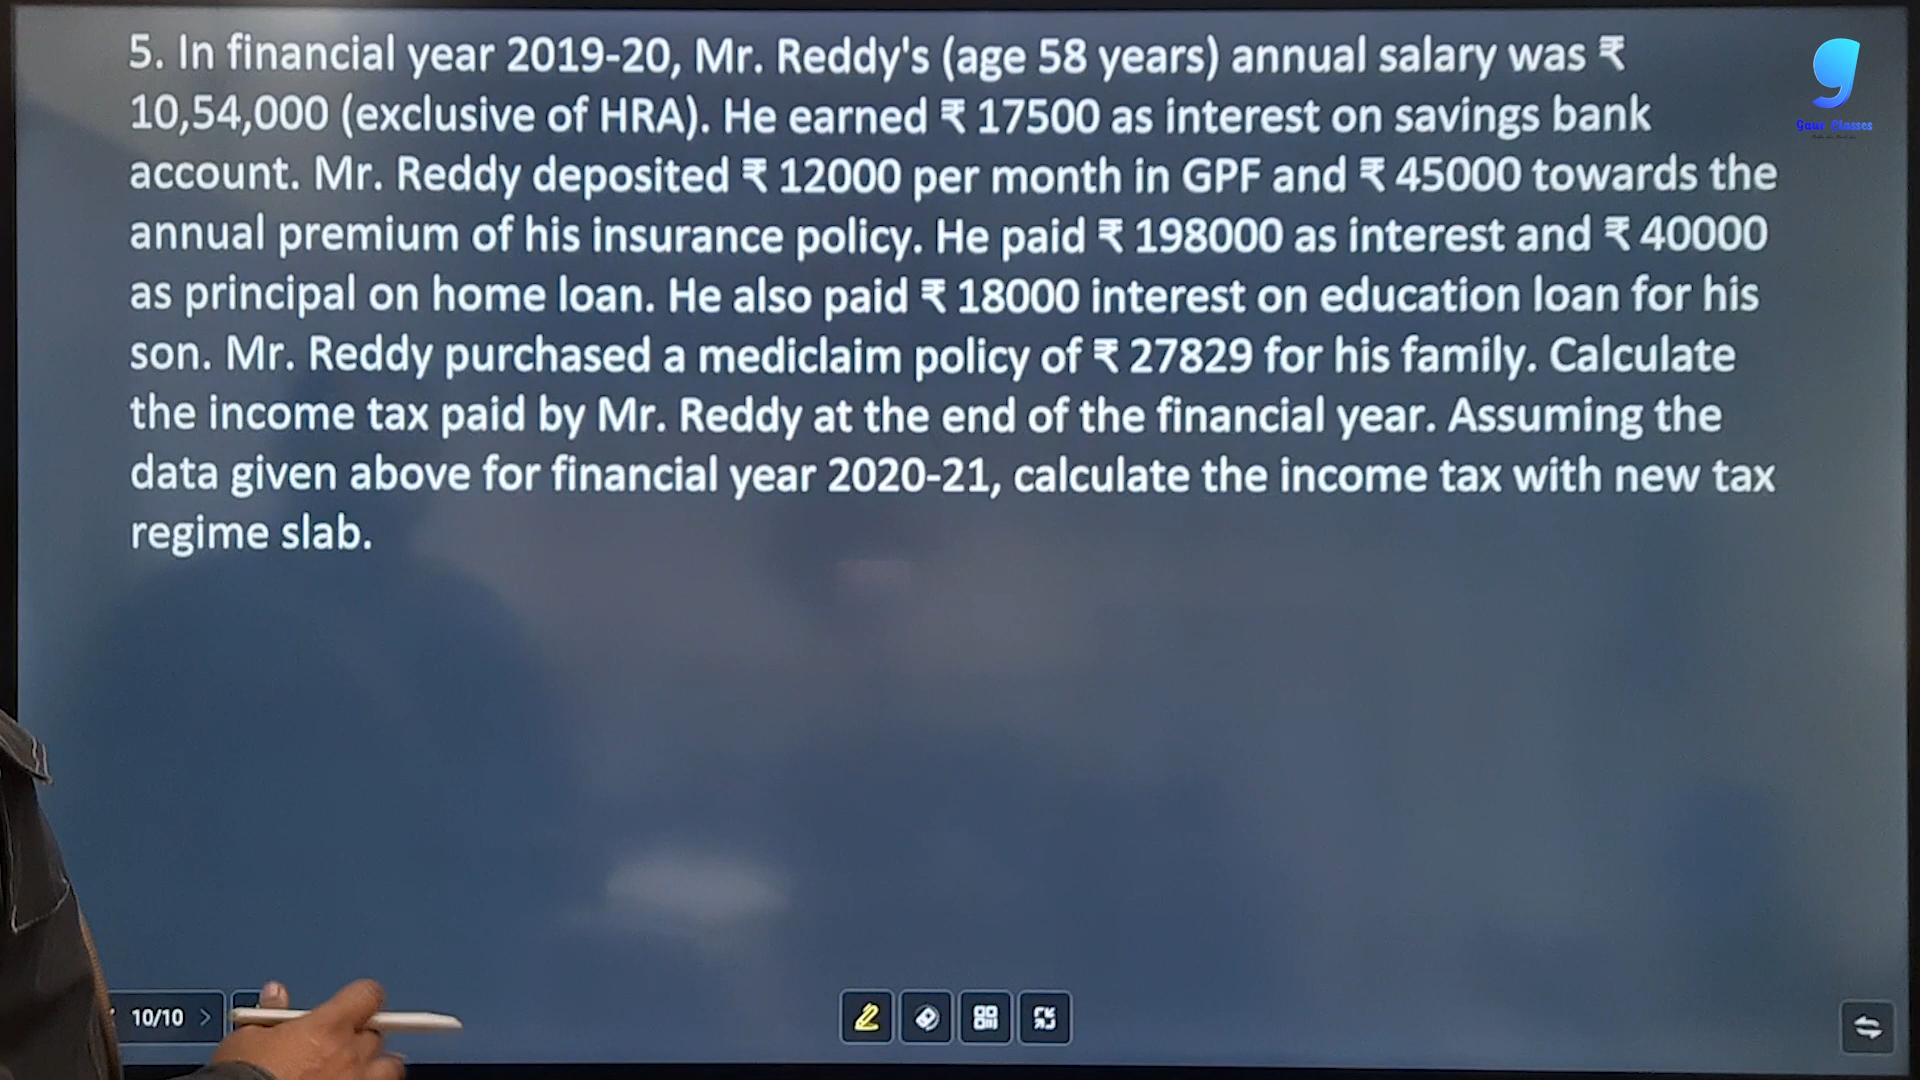 5. In financial year 2019-20, Mr. Reddy's (age 58 years) annual salary was ₹
10,54,000 (exclusive of HRA). He earned ₹ 17500 as interest on savings bank
account. Mr. Reddy deposited ₹ 12000 per month in GPF and ₹ 45000 towards the
annual premium of his insurance policy. He paid ₹ 198000 as interest and ₹ 40000
as principal on home loan. He also paid ₹ 18000 interest on education loan for his
son. Mr. Reddy purchased a mediclaim policy of ₹ 27829 for his family. Calculate
the income tax paid by Mr. Reddy at the end of the financial year. Assuming the
data given above for financial year 2020-21, calculate the income tax with new tax
regime slab.
g
Gaur Classes
10/10 >